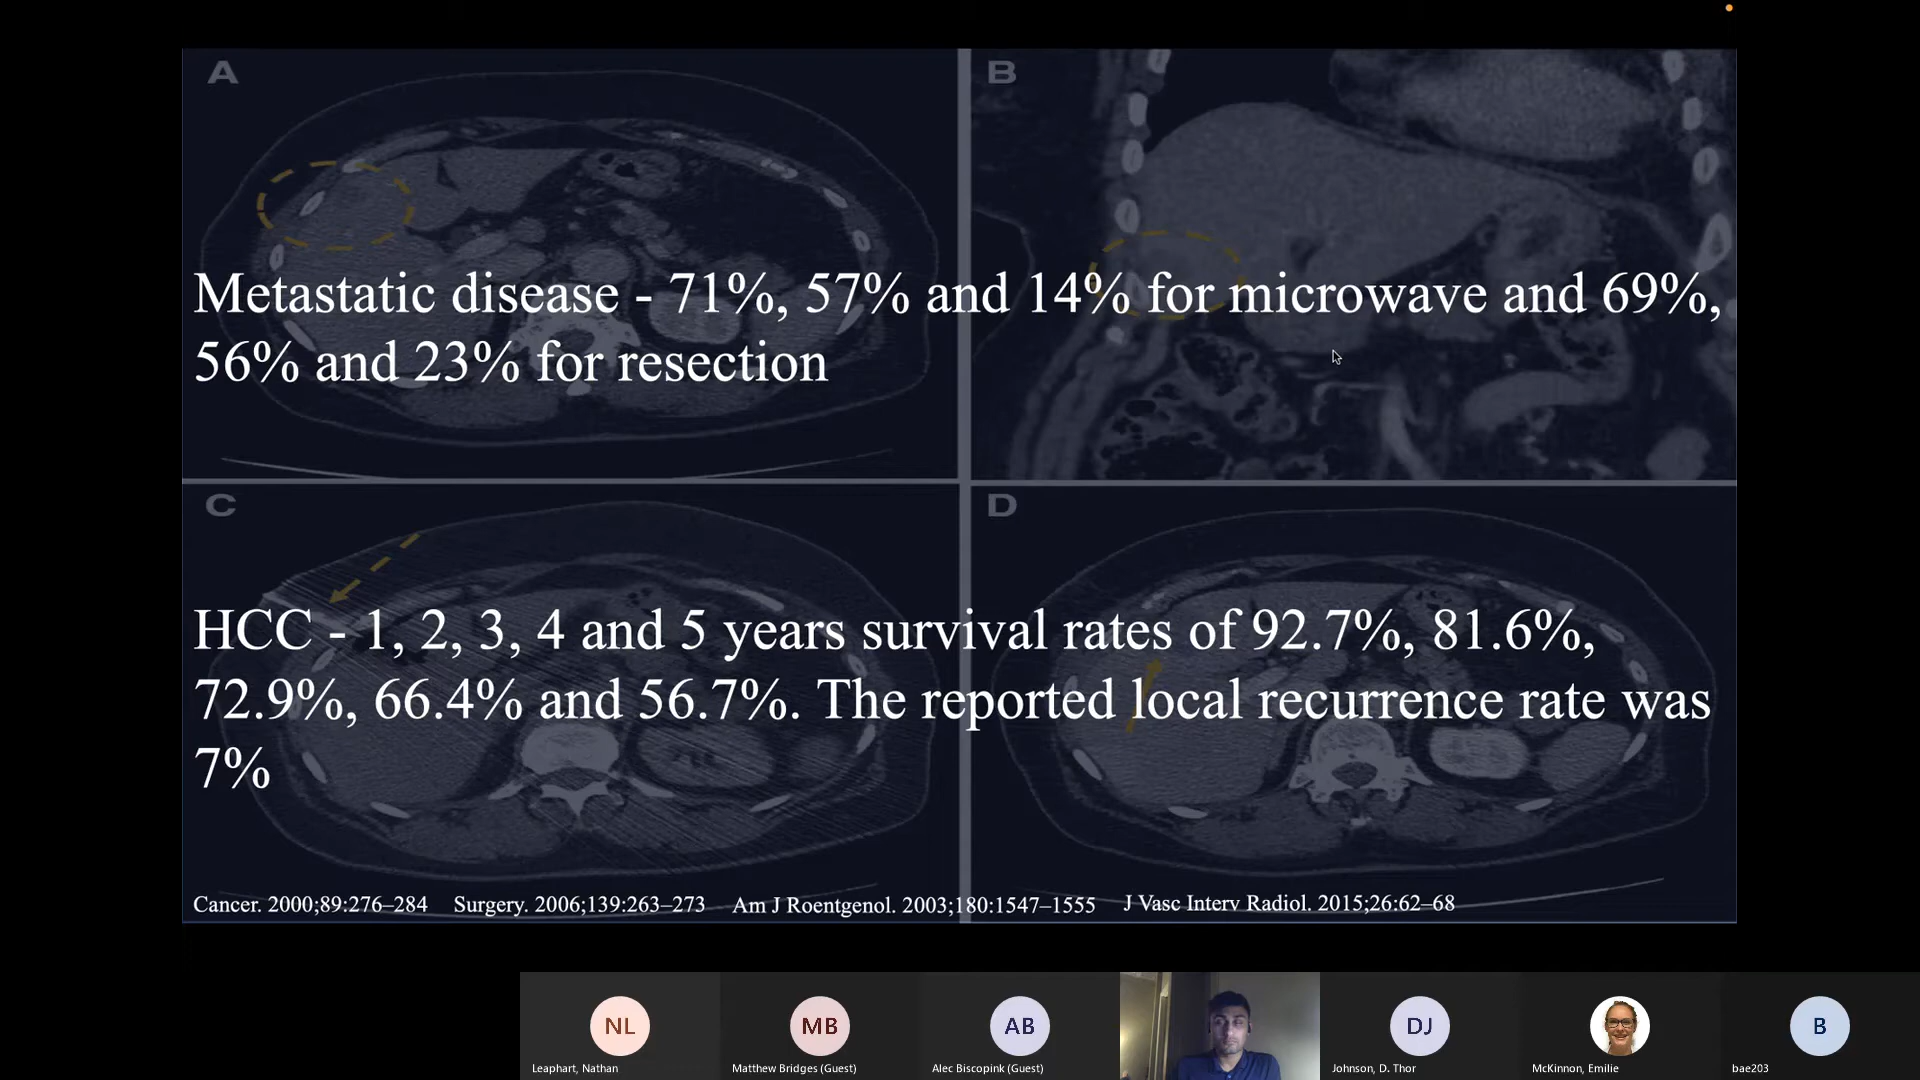 A
B
Metastatic disease - 71%, 57% and 14% for microwave and 69%,
56% and 23% for resection
C
D
HCC - 1, 2, 3, 4 and 5 years survival rates of 92.7%, 81.6%,
72.9%, 66.4% and 56.7%. The reported local recurrence rate was
7%
Cancer. 2000;89:276–284 Surgery. 2006;139:263–273 Am J Roentgenol. 2003;180:1547–1555 J Vasc Interv Radiol. 2015;26:62–68
NL MB AB DJ B
Leaphart, Nathan Matthew Bridges (Guest) Alec Biscopink (Guest) Johnson, D. Thor McKinnon, Emilie bae203